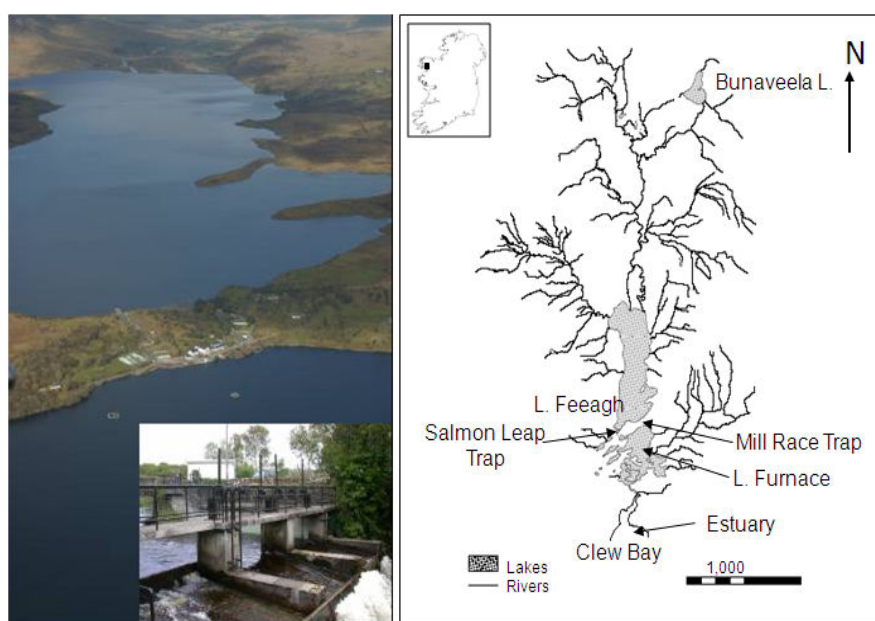 N
Bunaveela L.
L. Feeagh
Salmon Leap
Trap
Mill Race Trap
L. Furnace
Estuary
Clew Bay
Lakes
Rivers
1,000